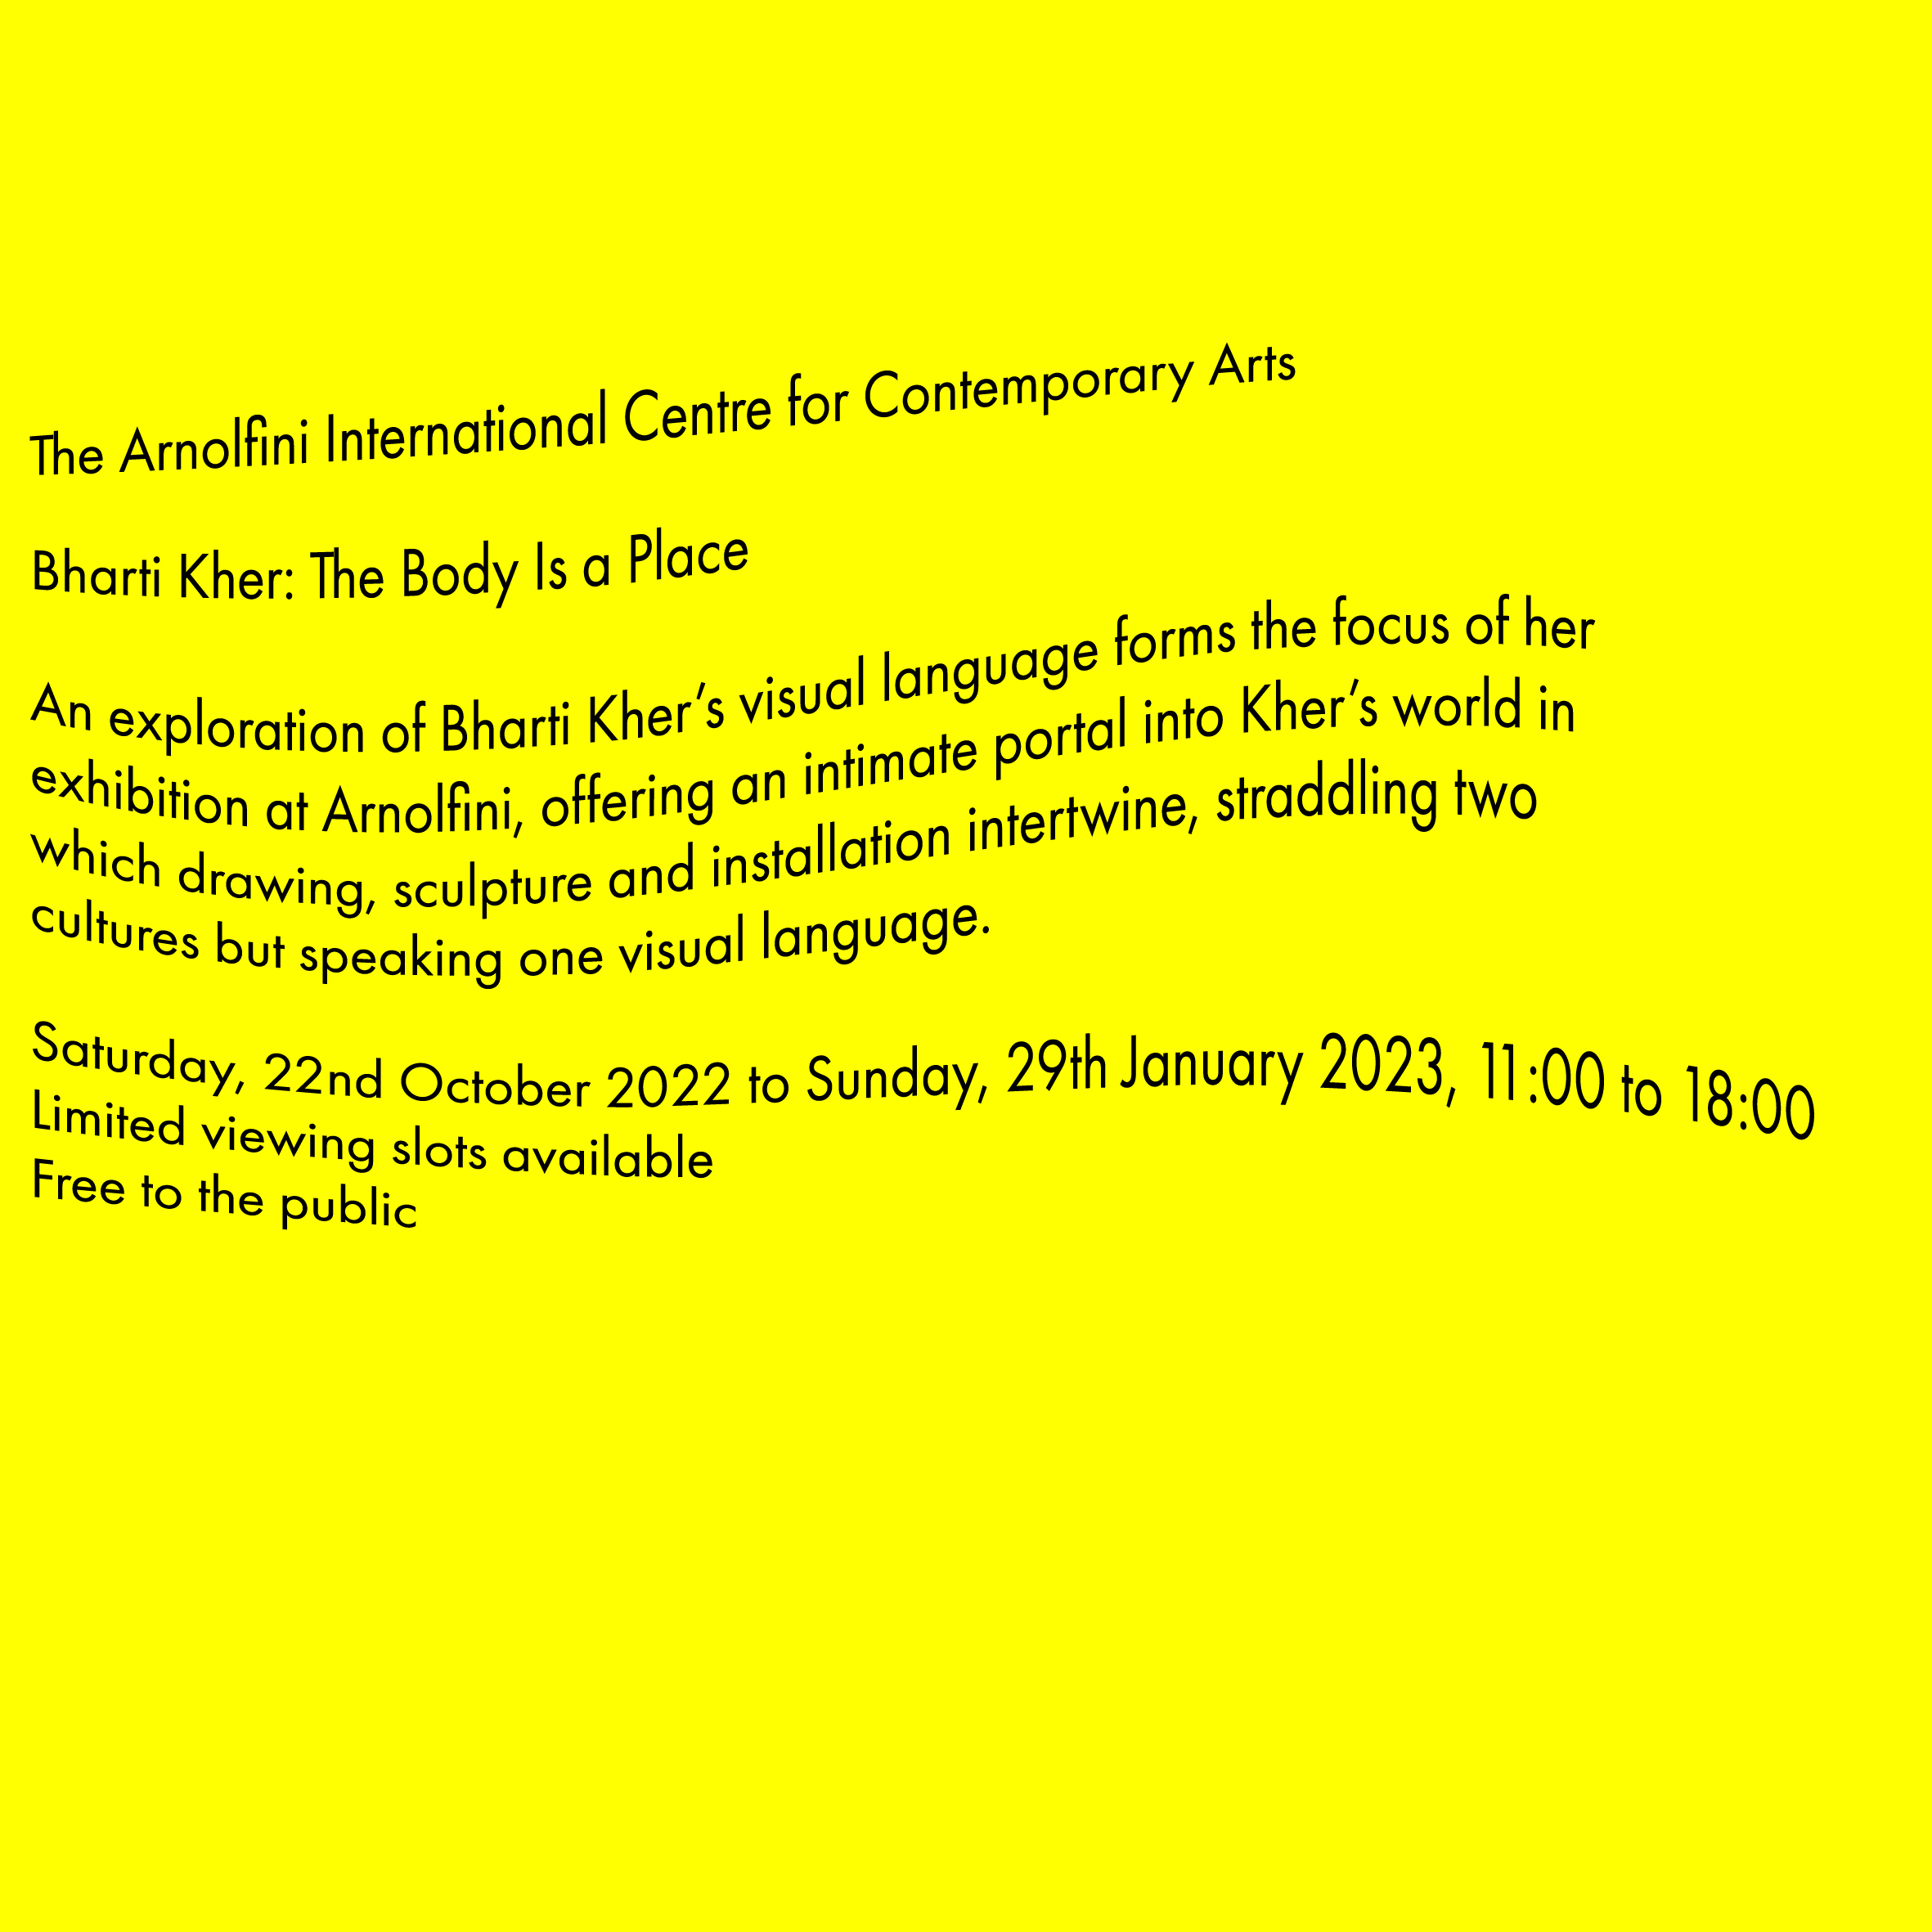 The Arnolfini International Centre for Contemporary Arts
Bharti Kher: The Body Is a Place
An exploration of Bharti Kher’s visual language forms the focus of her
exhibition at Arnolfini, offering an intimate portal into Kher’s world in
which drawing, sculpture and installation intertwine, straddling two
cultures but speaking one visual language.
Saturday, 22nd October 2022 to Sunday, 29th January 2023, 11:00 to 18:00
Limited viewing slots available
Free to the public